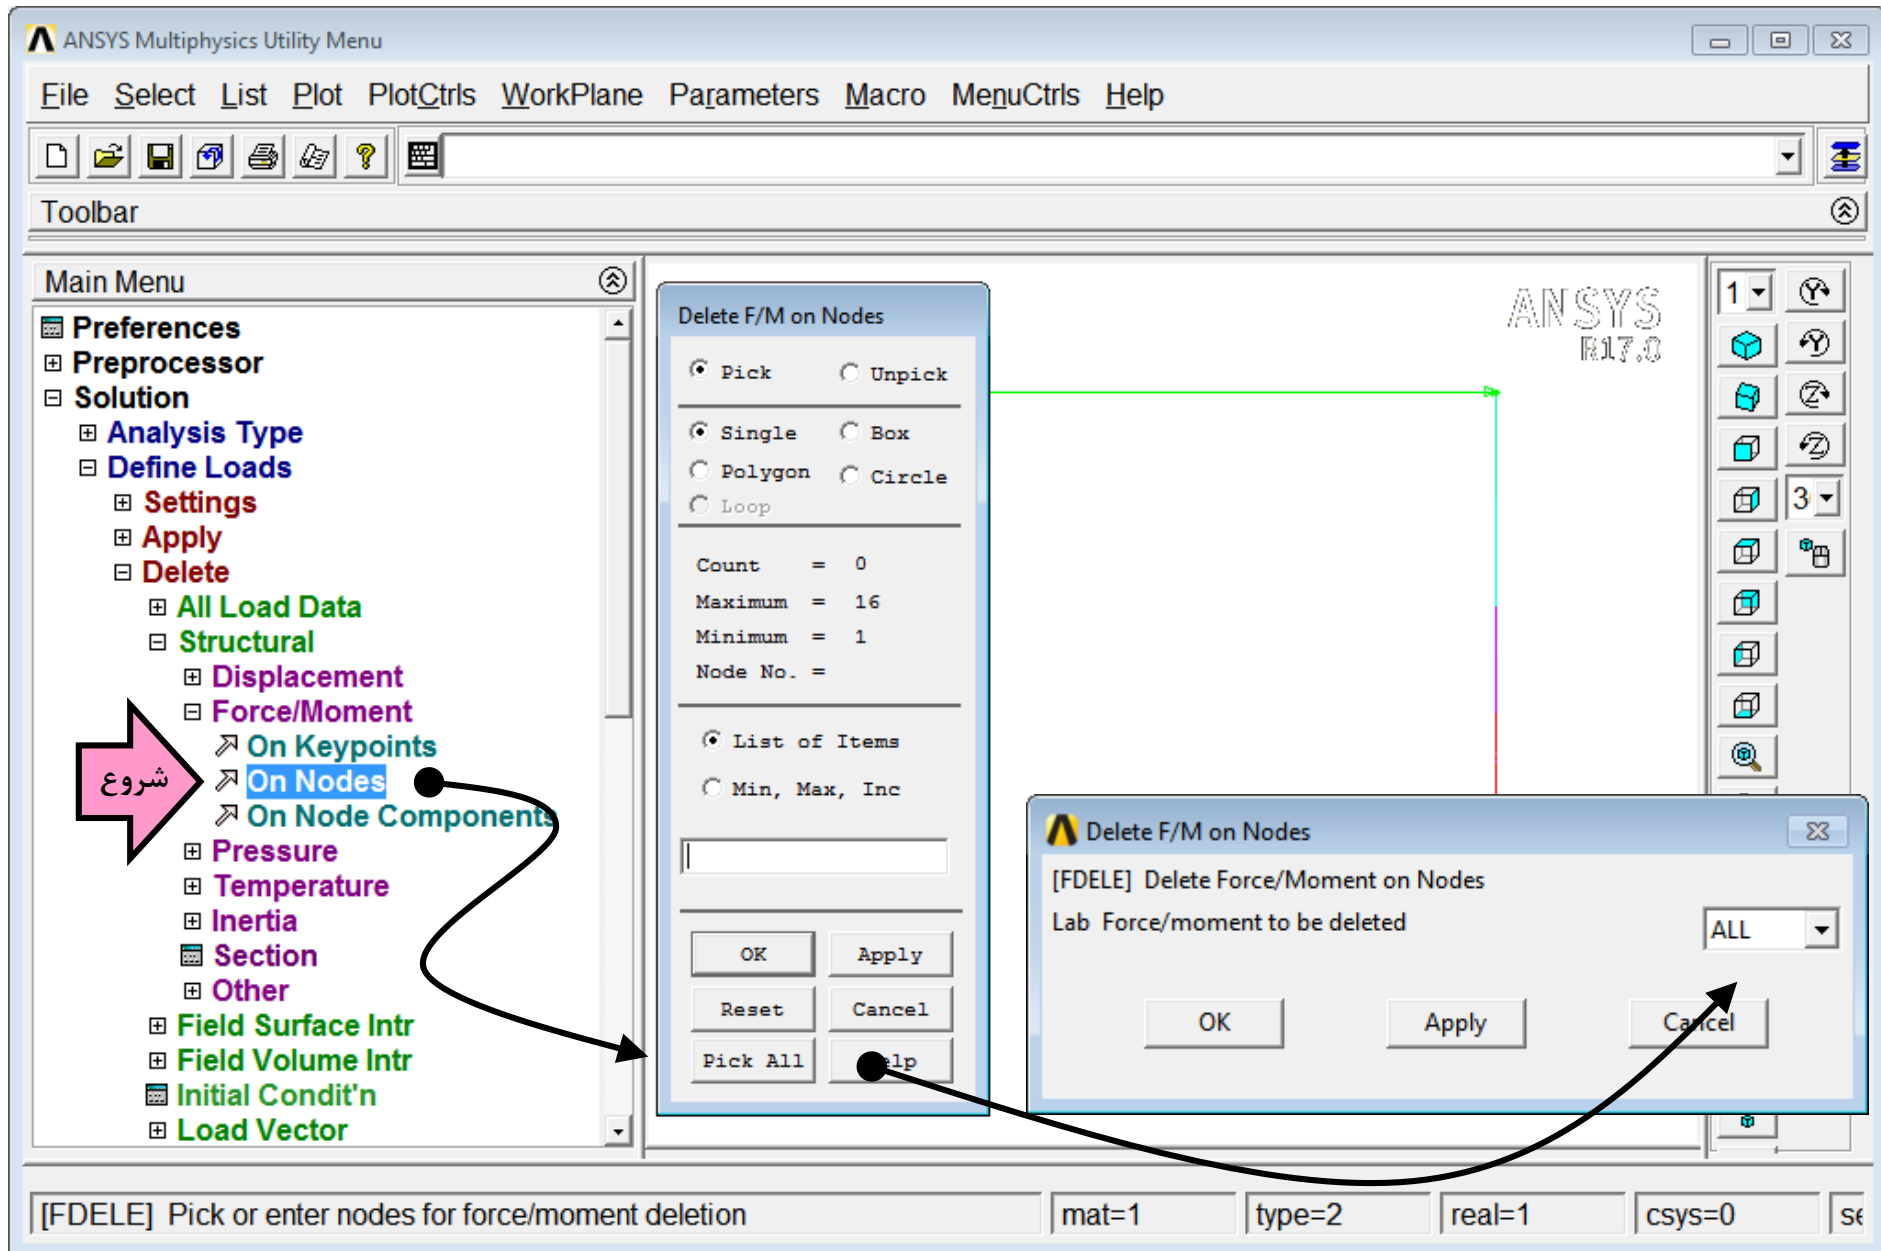 ANSYS Multiphysics Utility Menu
File Select List Plot PlotCtrls WorkPlane Parameters Macro MenuCtrls Help
Toolbar
Main Menu
Preferences
Preprocessor
Solution
Analysis Type
Define Loads
Settings
Apply
Delete
All Load Data
Structural
Displacement
Force/Moment
On Keypoints
شروع
On Nodes
On Node Components
Pressure
Temperature
Inertia
Section
Other
Field Surface Intr
Field Volume Intr
Initial Condit'n
Load Vector
Delete F/M on Nodes
Pick Unpick
Single Box
Polygon Circle
Loop
Count = 0
Maximum = 16
Minimum = 1
Node No. =
List of Items
Min, Max, Inc
OK Apply
Reset Cancel
Pick All
ANSYS
R17.0
1
3
Delete F/M on Nodes
[FDELE] Delete Force/Moment on Nodes
Lab Force/moment to be deleted ALL
OK Apply Cancel
[FDELE] Pick or enter nodes for force/moment deletion mat=1 type=2 real=1 csys=0